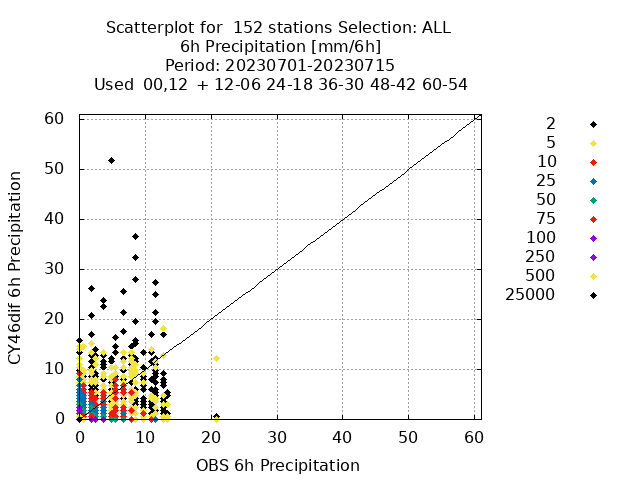 Scatterplot for  152 stations Selection: ALL
6h Precipitation [mm/6h]
Period: 20230701-20230715
Used  00,12  + 12-06 24-18 36-30 48-42 60-54
CY46dif 6h Precipitation
60
50
40
30
20
10
0
0 10 20 30 40 50 60
OBS 6h Precipitation
2
5
10
25
50
75
100
250
500
25000